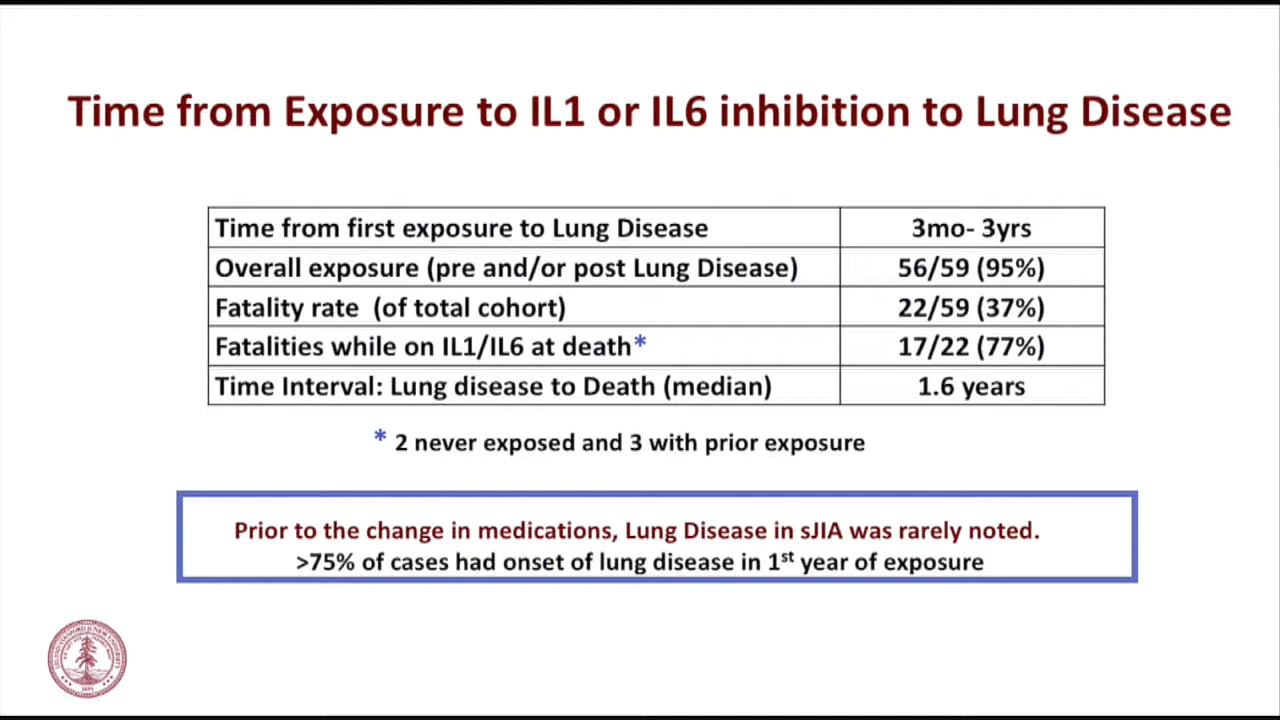 Time from Exposure to IL1 or IL6 inhibition to Lung Disease
Time from first exposure to Lung Disease 3mo- 3yrs
Overall exposure (pre and/or post Lung Disease) 56/59 (95%)
Fatality rate (of total cohort) 22/59 (37%)
Fatalities while on IL1/IL6 at death* 17/22 (77%)
Time Interval: Lung disease to Death (median) 1.6 years
* 2 never exposed and 3 with prior exposure
Prior to the change in medications, Lung Disease in sJIA was rarely noted.
>75% of cases had onset of lung disease in 1st year of exposure